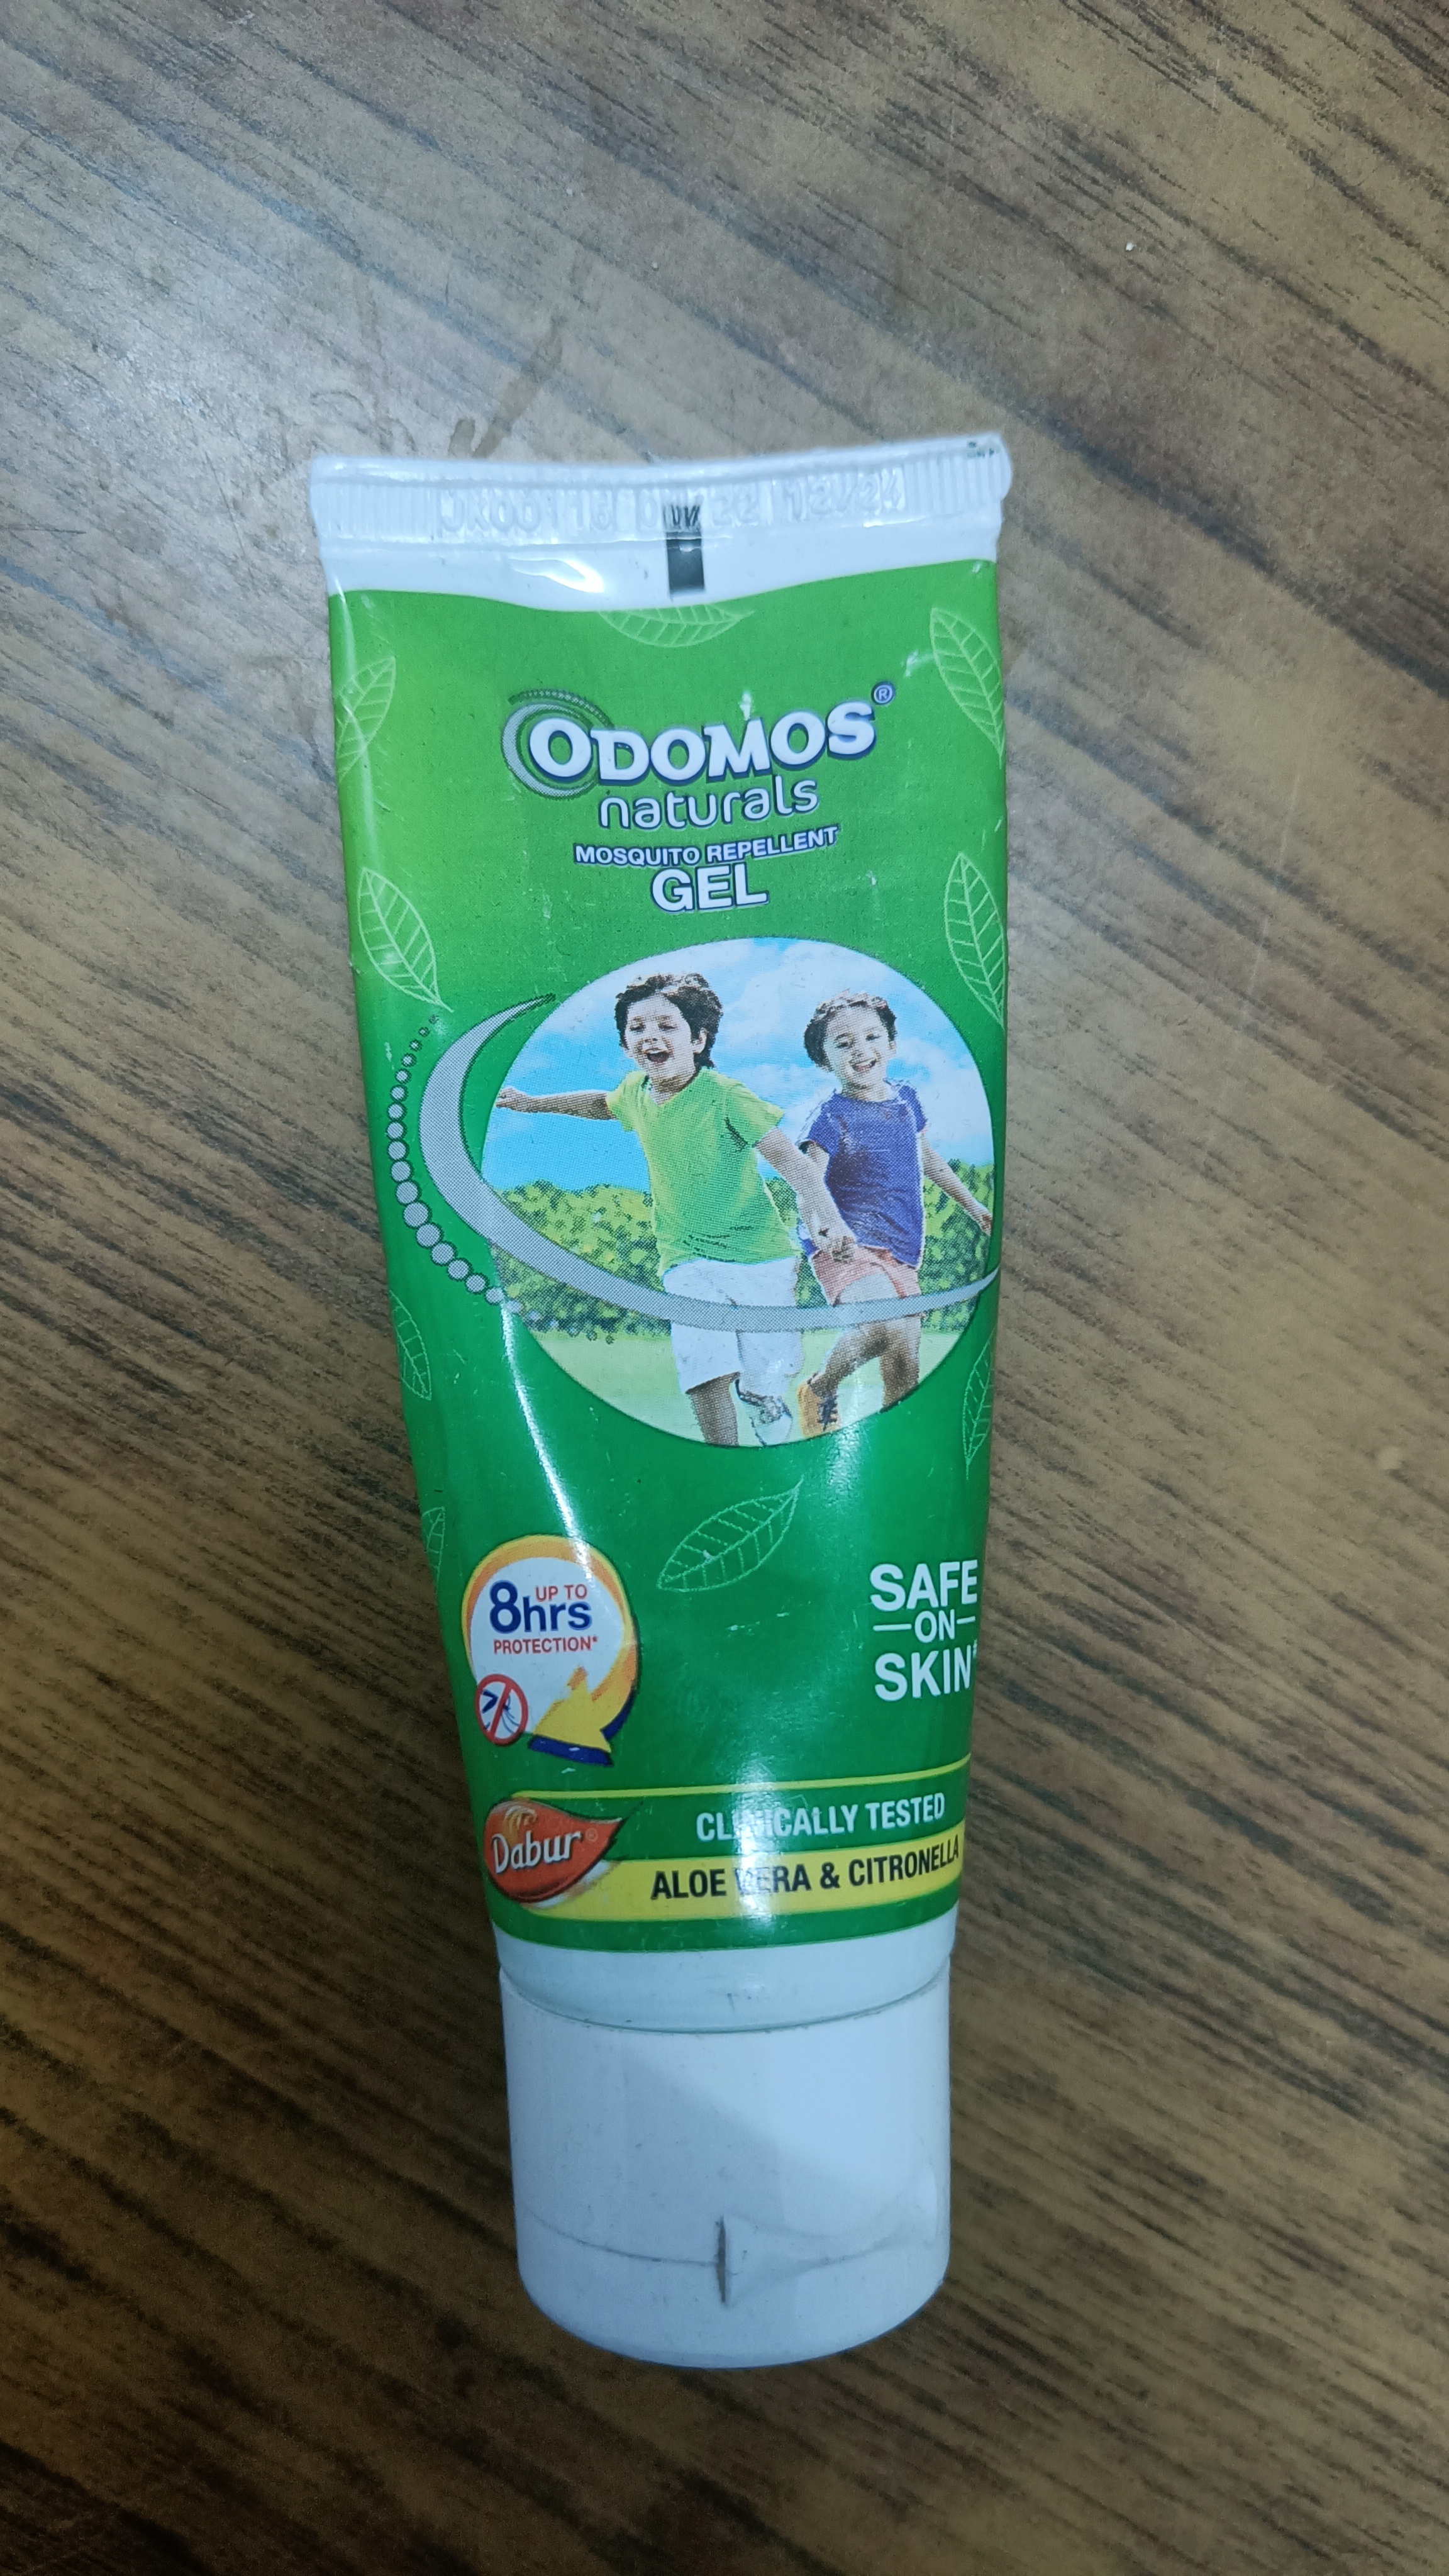 ODOMOS®
naturals
MOSQUITO REPELLENT
GEL
UP TO
8hrs
PROTECTION*
SAFE
ON
SKIN*
Dabur®
CLINICALLY TESTED
ALOE VERA & CITRONELLA